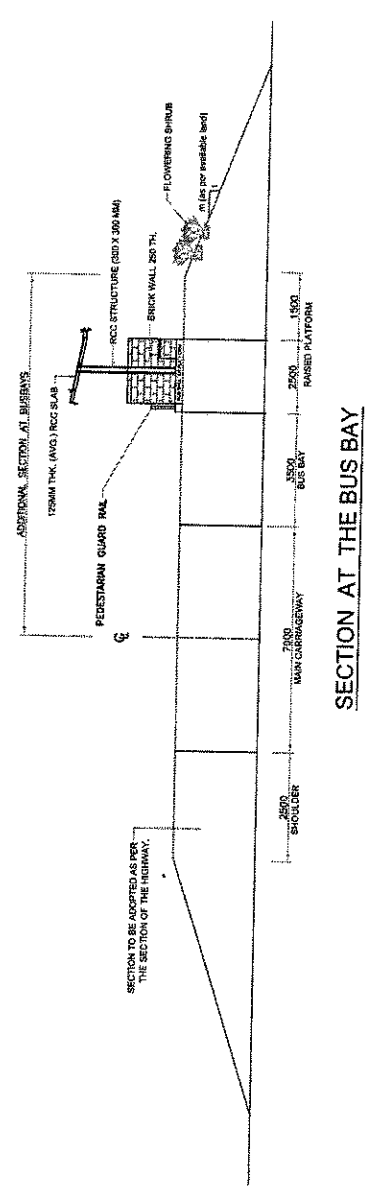 ADDITIONAL SECTION AT BUSBAYS
125MM THK. (AVG.) RCC SLAB
RCC STRUCTURE (300 X 300 MM)
BRICK WALL 250 TH.
FLOWERING SHRUB
m (as per available land)
1
PEDESTARIAN GUARD RAIL
SECTION TO BE ADOPTED AS PER
THE SECTION OF THE HIGHWAY.
2500
SHOULDER
7000
MAIN CARRIAGEWAY
3500
BUS BAY
2500
RAISED PLATFORM
1500
SECTION AT THE BUS BAY